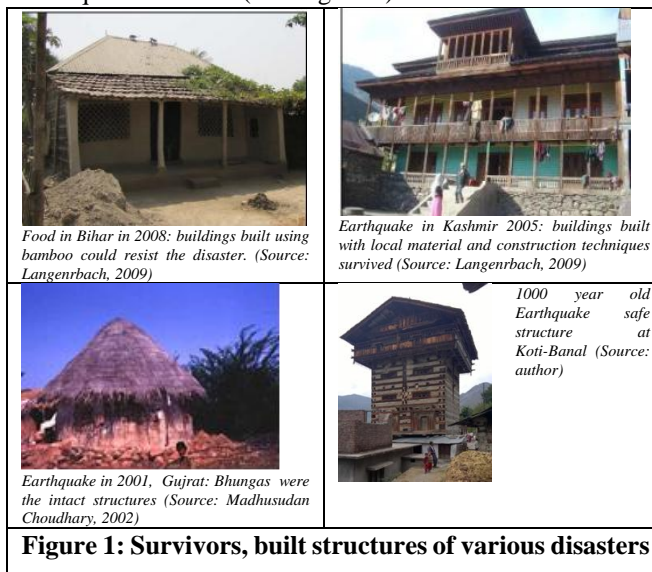 Food in Bihar in 2008: buildings built using
bamboo could resist the disaster. (Source:
Langenrbach, 2009)
Earthquake in Kashmir 2005: buildings built
with local material and construction techniques
survived (Source: Langenrbach, 2009)
Earthquake in 2001, Gujrat: Bhungas were
the intact structures (Source: Madhusudan
Choudhary, 2002)
1000 year old
Earthquake safe
structure at
Koti-Banal (Source:
author)
Figure 1: Survivors, built structures of various disasters